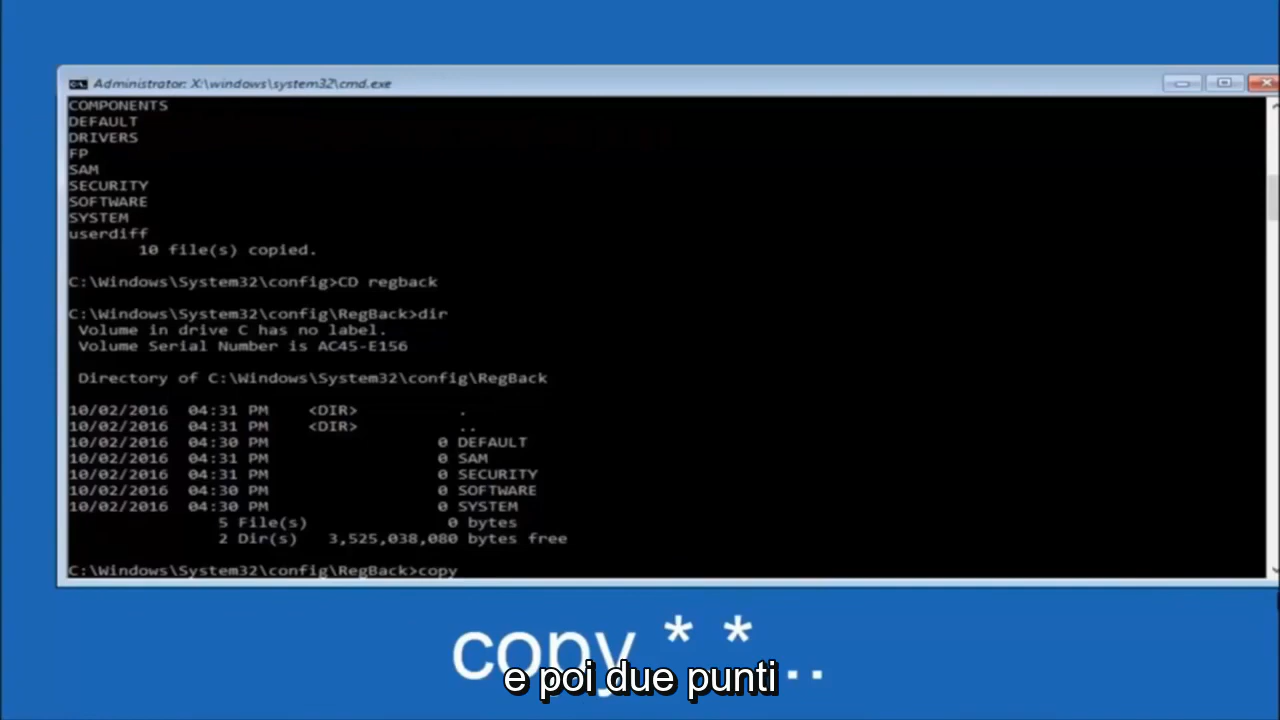 Administrator: X:\windows\system32\cmd.exe
COMPONENTS
DEFAULT
DRIVERS
FP
SAM
SECURITY
SOFTWARE
SYSTEM
userdiff
10 file(s) copied.
C:\Windows\System32\config>CD regback
C:\Windows\System32\config\RegBack>dir
Volume in drive C has no label.
Volume Serial Number is AC45-E156
Directory of C:\Windows\System32\config\RegBack
10/02/2016 04:31 PM <DIR> .
10/02/2016 04:31 PM <DIR> ..
10/02/2016 04:30 PM 0 DEFAULT
10/02/2016 04:31 PM 0 SAM
10/02/2016 04:31 PM 0 SECURITY
10/02/2016 04:30 PM 0 SOFTWARE
10/02/2016 04:30 PM 0 SYSTEM
5 File(s) 0 bytes
2 Dir(s) 3,525,038,080 bytes free
C:\Windows\System32\config\RegBack>copy
copy * * ..
e poi due punti